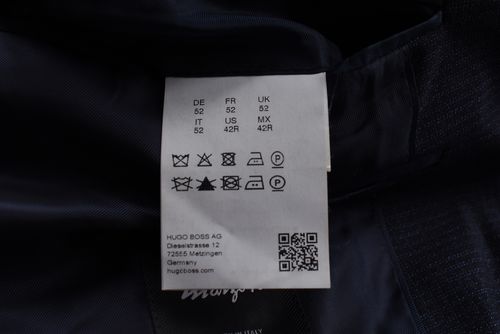 DE FR UK
52 52 52
IT US MX
52 42R 42R
P
P
HUGO BOSS AG
Dieselstrasse 12
72555 Metzingen
Germany
hugoboss.com
ITALY